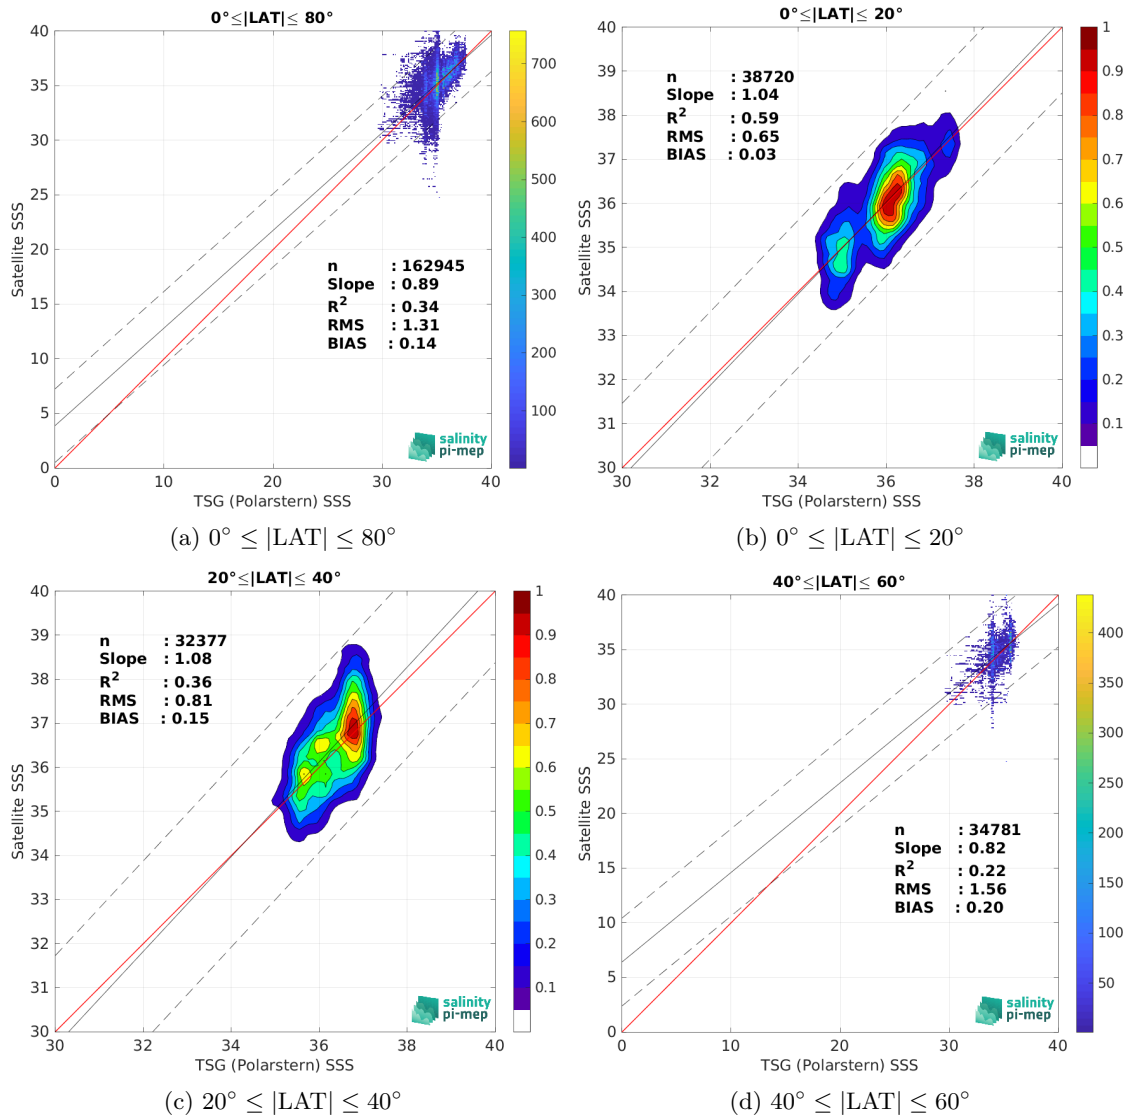 0°≤|LAT|≤ 80°
40
35
30
25
20
15
10
5
0
0
10
20
30
40
Satellite SSS
TSG (Polarstern) SSS
n : 162945
Slope : 0.89
R² : 0.34
RMS : 1.31
BIAS : 0.14
700
600
500
400
300
200
100
salinity
pi-mep
(a) 0° ≤ |LAT| ≤ 80°
0°≤|LAT|≤ 20°
40
39
38
37
36
35
34
33
32
31
30
30
32
34
36
38
40
Satellite SSS
TSG (Polarstern) SSS
n : 38720
Slope : 1.04
R² : 0.59
RMS : 0.65
BIAS : 0.03
1
0.9
0.8
0.7
0.6
0.5
0.4
0.3
0.2
0.1
salinity
pi-mep
(b) 0° ≤ |LAT| ≤ 20°
20°≤|LAT|≤ 40°
40
39
38
37
36
35
34
33
32
31
30
30
32
34
36
38
40
Satellite SSS
TSG (Polarstern) SSS
n : 32377
Slope : 1.08
R² : 0.36
RMS : 0.81
BIAS : 0.15
1
0.9
0.8
0.7
0.6
0.5
0.4
0.3
0.2
0.1
salinity
pi-mep
(c) 20° ≤ |LAT| ≤ 40°
40°≤|LAT|≤ 60°
40
35
30
25
20
15
10
5
0
0
10
20
30
40
Satellite SSS
TSG (Polarstern) SSS
n : 34781
Slope : 0.82
R² : 0.22
RMS : 1.56
BIAS : 0.20
400
350
300
250
200
150
100
50
salinity
pi-mep
(d) 40° ≤ |LAT| ≤ 60°